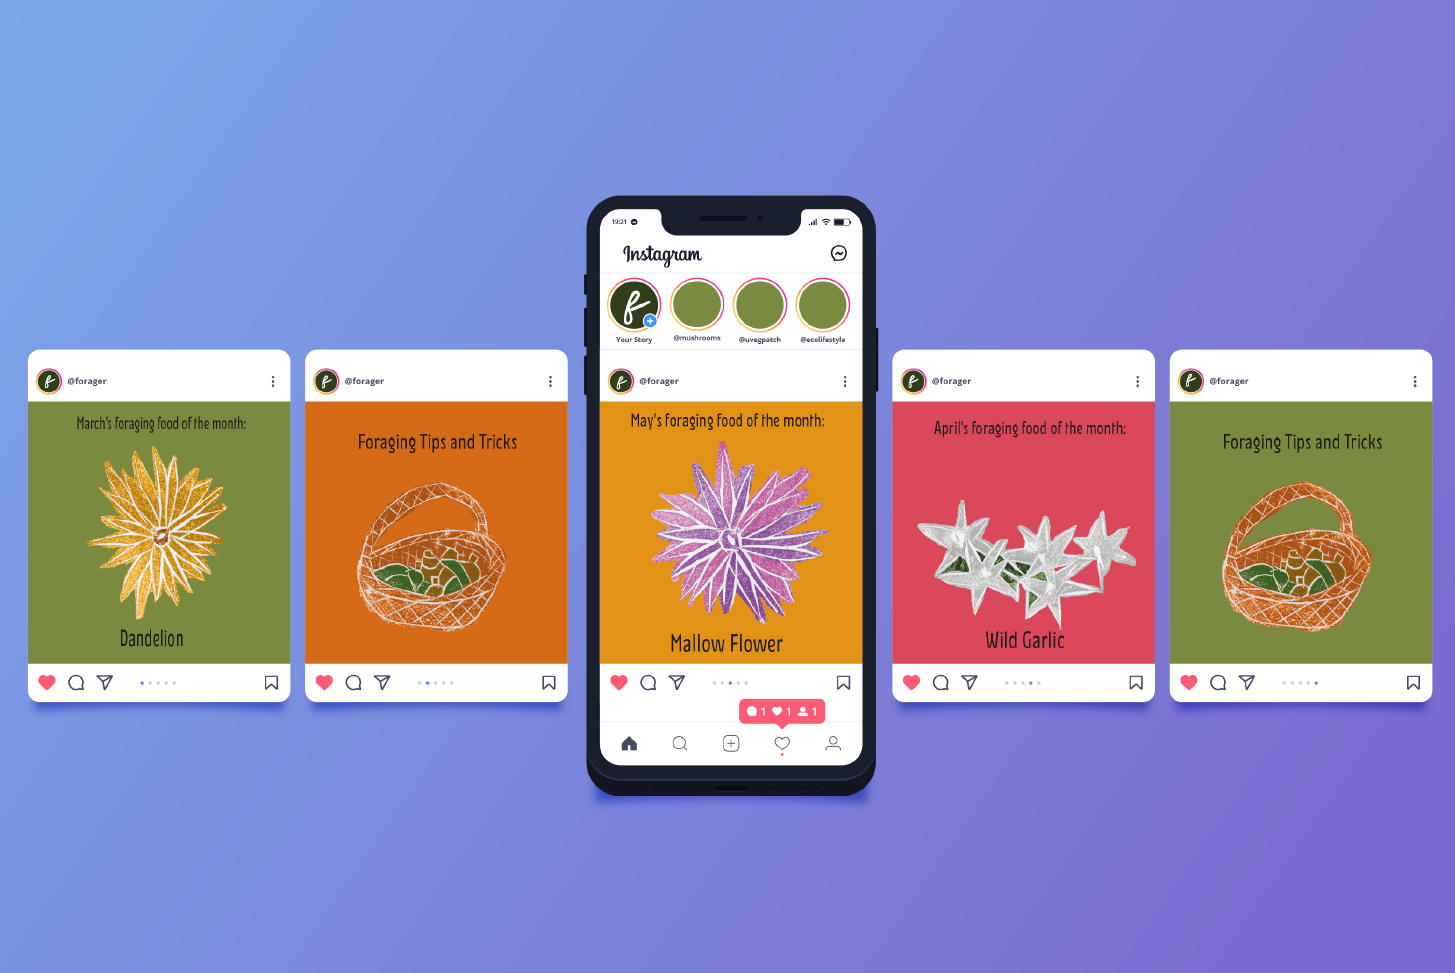 @forager
March's foraging food of the month:
Dandelion
@forager
Foraging Tips and Tricks
19:21
Instagram
Your Story
@mushrooms
@uvegpatch
@ecolifestyle
@forager
May's foraging food of the month:
Mallow Flower
1 1 1
@forager
April's foraging food of the month:
Wild Garlic
@forager
Foraging Tips and Tricks